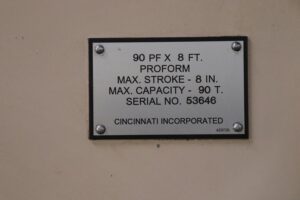 90 PF X 8 FT.
PROFORM
MAX. STROKE - 8 IN.
MAX. CAPACITY - 90 T.
SERIAL NO. 53646
CINCINNATI INCORPORATED